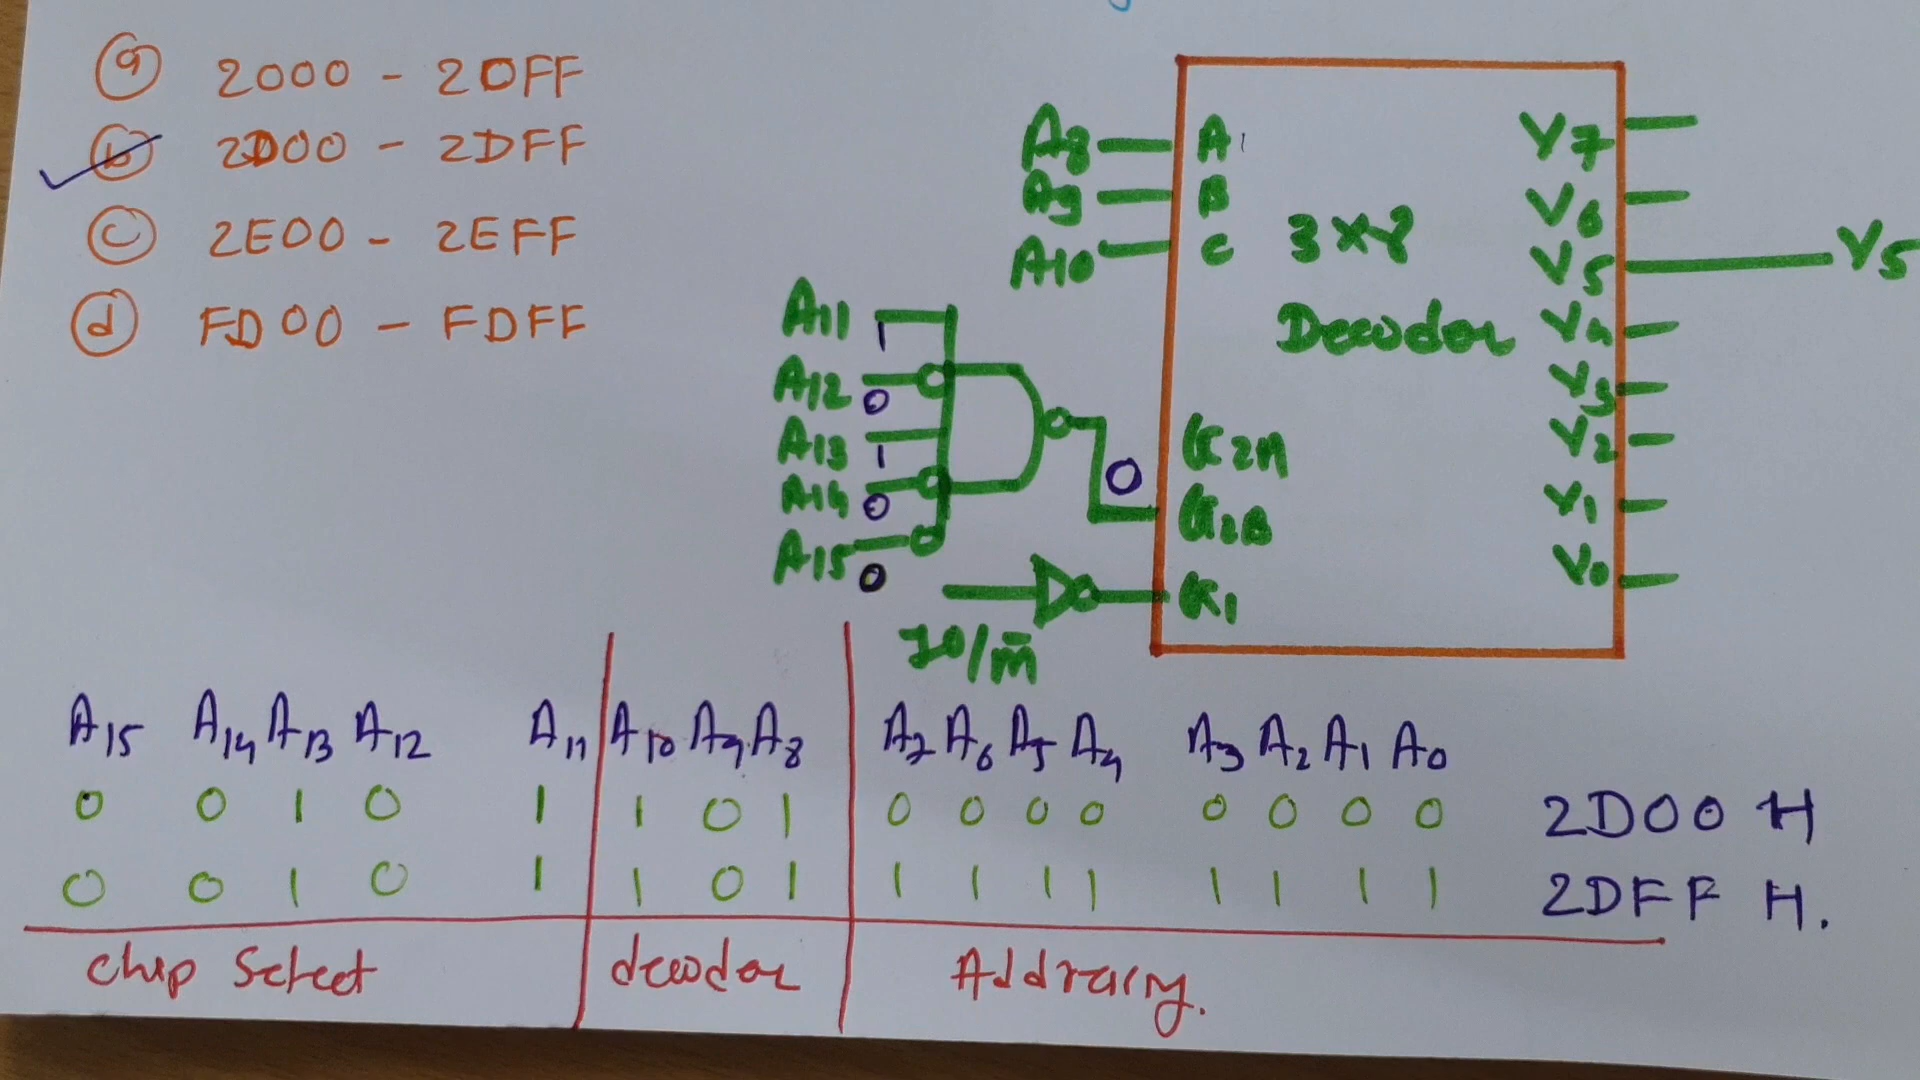 a 2000 - 20FF
b 2D00 - 2DFF
c 2E00 - 2EFF
d FD00 - FDFF
A8 A Y7
A9 B Y6
A10 C 3x8 Y5 Y5
Decoder Y4
Y3
Y2
Y1
Y0
A11 1
A12 0
A13 1
A14 0
A15 0
0
G2A
G2B
G1
IO/M̅
A15 A14 A13 A12 A11 A10 A9 A8 A7 A6 A5 A4 A3 A2 A1 A0
0 0 1 0 1 1 0 1 0 0 0 0 0 0 0 0 2D00 H
0 0 1 0 1 1 0 1 1 1 1 1 1 1 1 1 2DFF H.
chip Select decoder